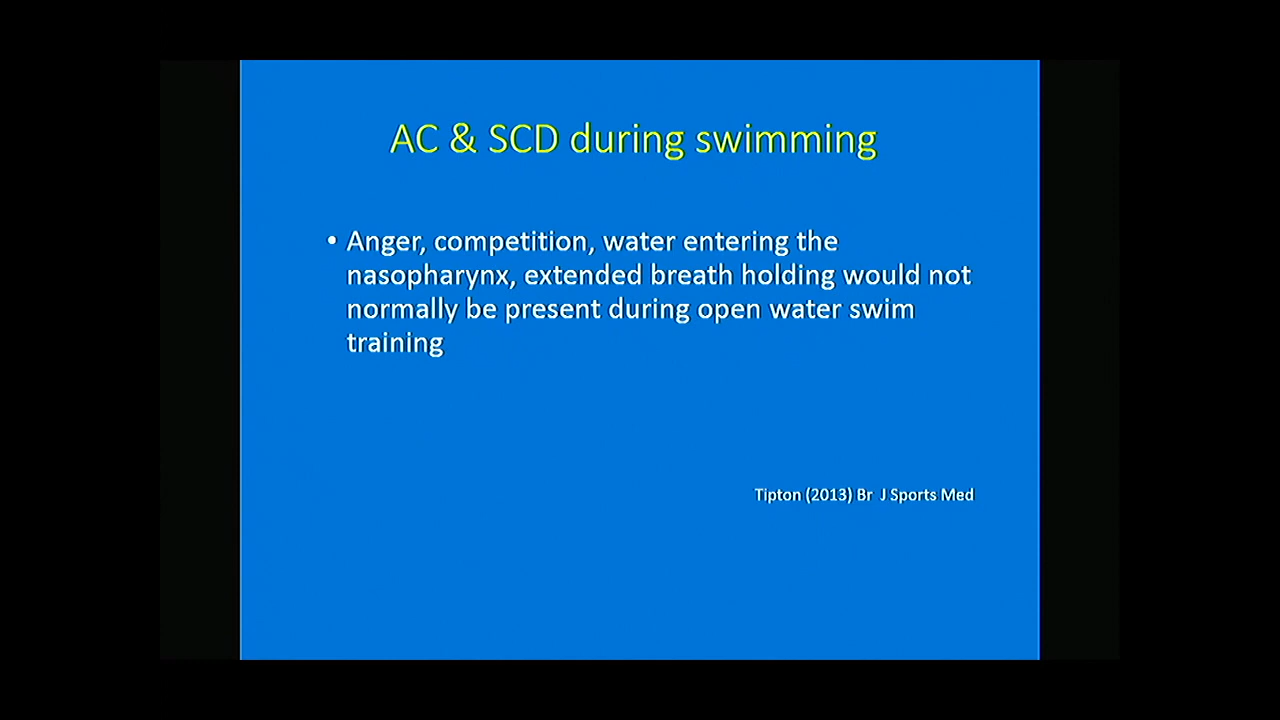 AC & SCD during swimming
• Anger, competition, water entering the
nasopharynx, extended breath holding would not
normally be present during open water swim
training
Tipton (2013) Br J Sports Med